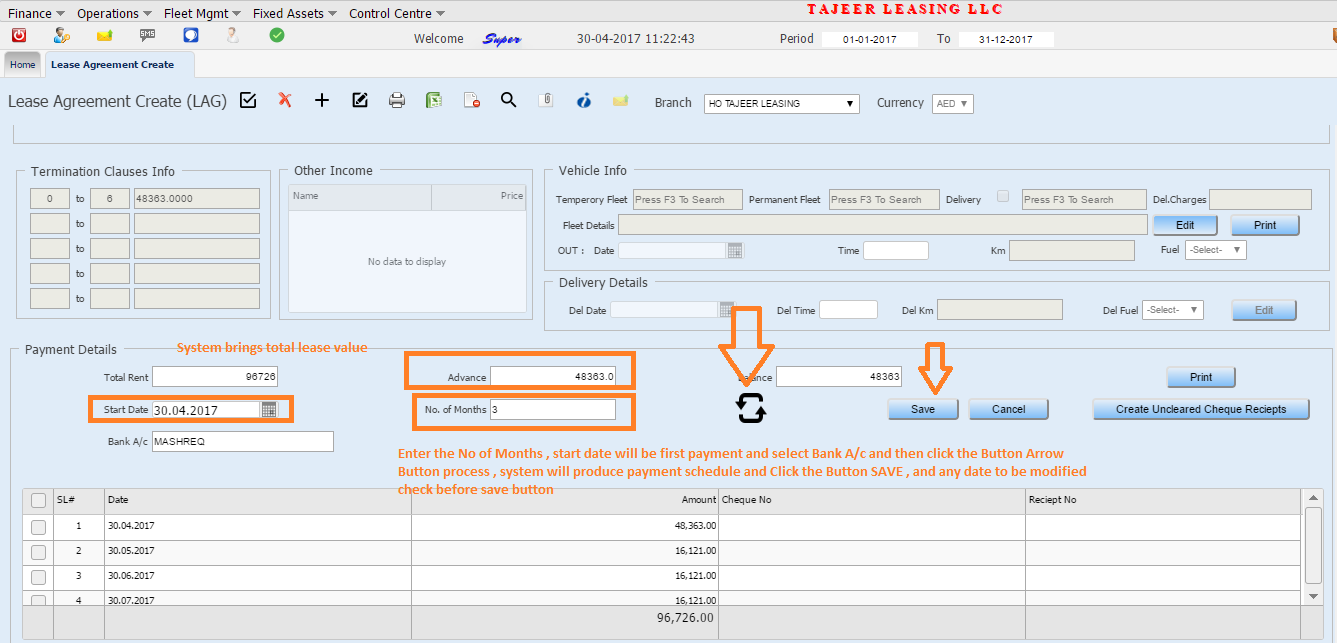 Finance Operations Fleet Mgmt Fixed Assets Control Centre
TAJEER LEASING LLC
SMS
Welcome Super 30-04-2017 11:22:43 Period 01-01-2017 To 31-12-2017
Home Lease Agreement Create
Lease Agreement Create (LAG) Branch HO TAJEER LEASING Currency AED
Termination Clauses Info
0 to 6 48363.0000
to
to
to
to
Other Income
Name Price
No data to display
Vehicle Info
Temperory Fleet Press F3 To Search Permanent Fleet Press F3 To Search Delivery Press F3 To Search Del.Charges
Fleet Details Edit Print
OUT : Date Time Km Fuel -Select-
Delivery Details
Del Date Del Time Del Km Del Fuel -Select- Edit
Payment Details
System brings total lease value
Total Rent 96726 Advance 48363.0 48363 Print
Start Date 30.04.2017 No. of Months 3 Save Cancel Create Uncleared Cheque Reciepts
Bank A/c MASHREQ
Enter the No of Months , start date will be first payment and select Bank A/c and then click the Button Arrow
Button process , system will produce payment schedule and Click the Button SAVE , and any date to be modified
check before save button
SL# Date Amount Cheque No Reciept No
1 30.04.2017 48,363.00
2 30.05.2017 16,121.00
3 30.06.2017 16,121.00
4 30.07.2017 16,121.00
96,726.00